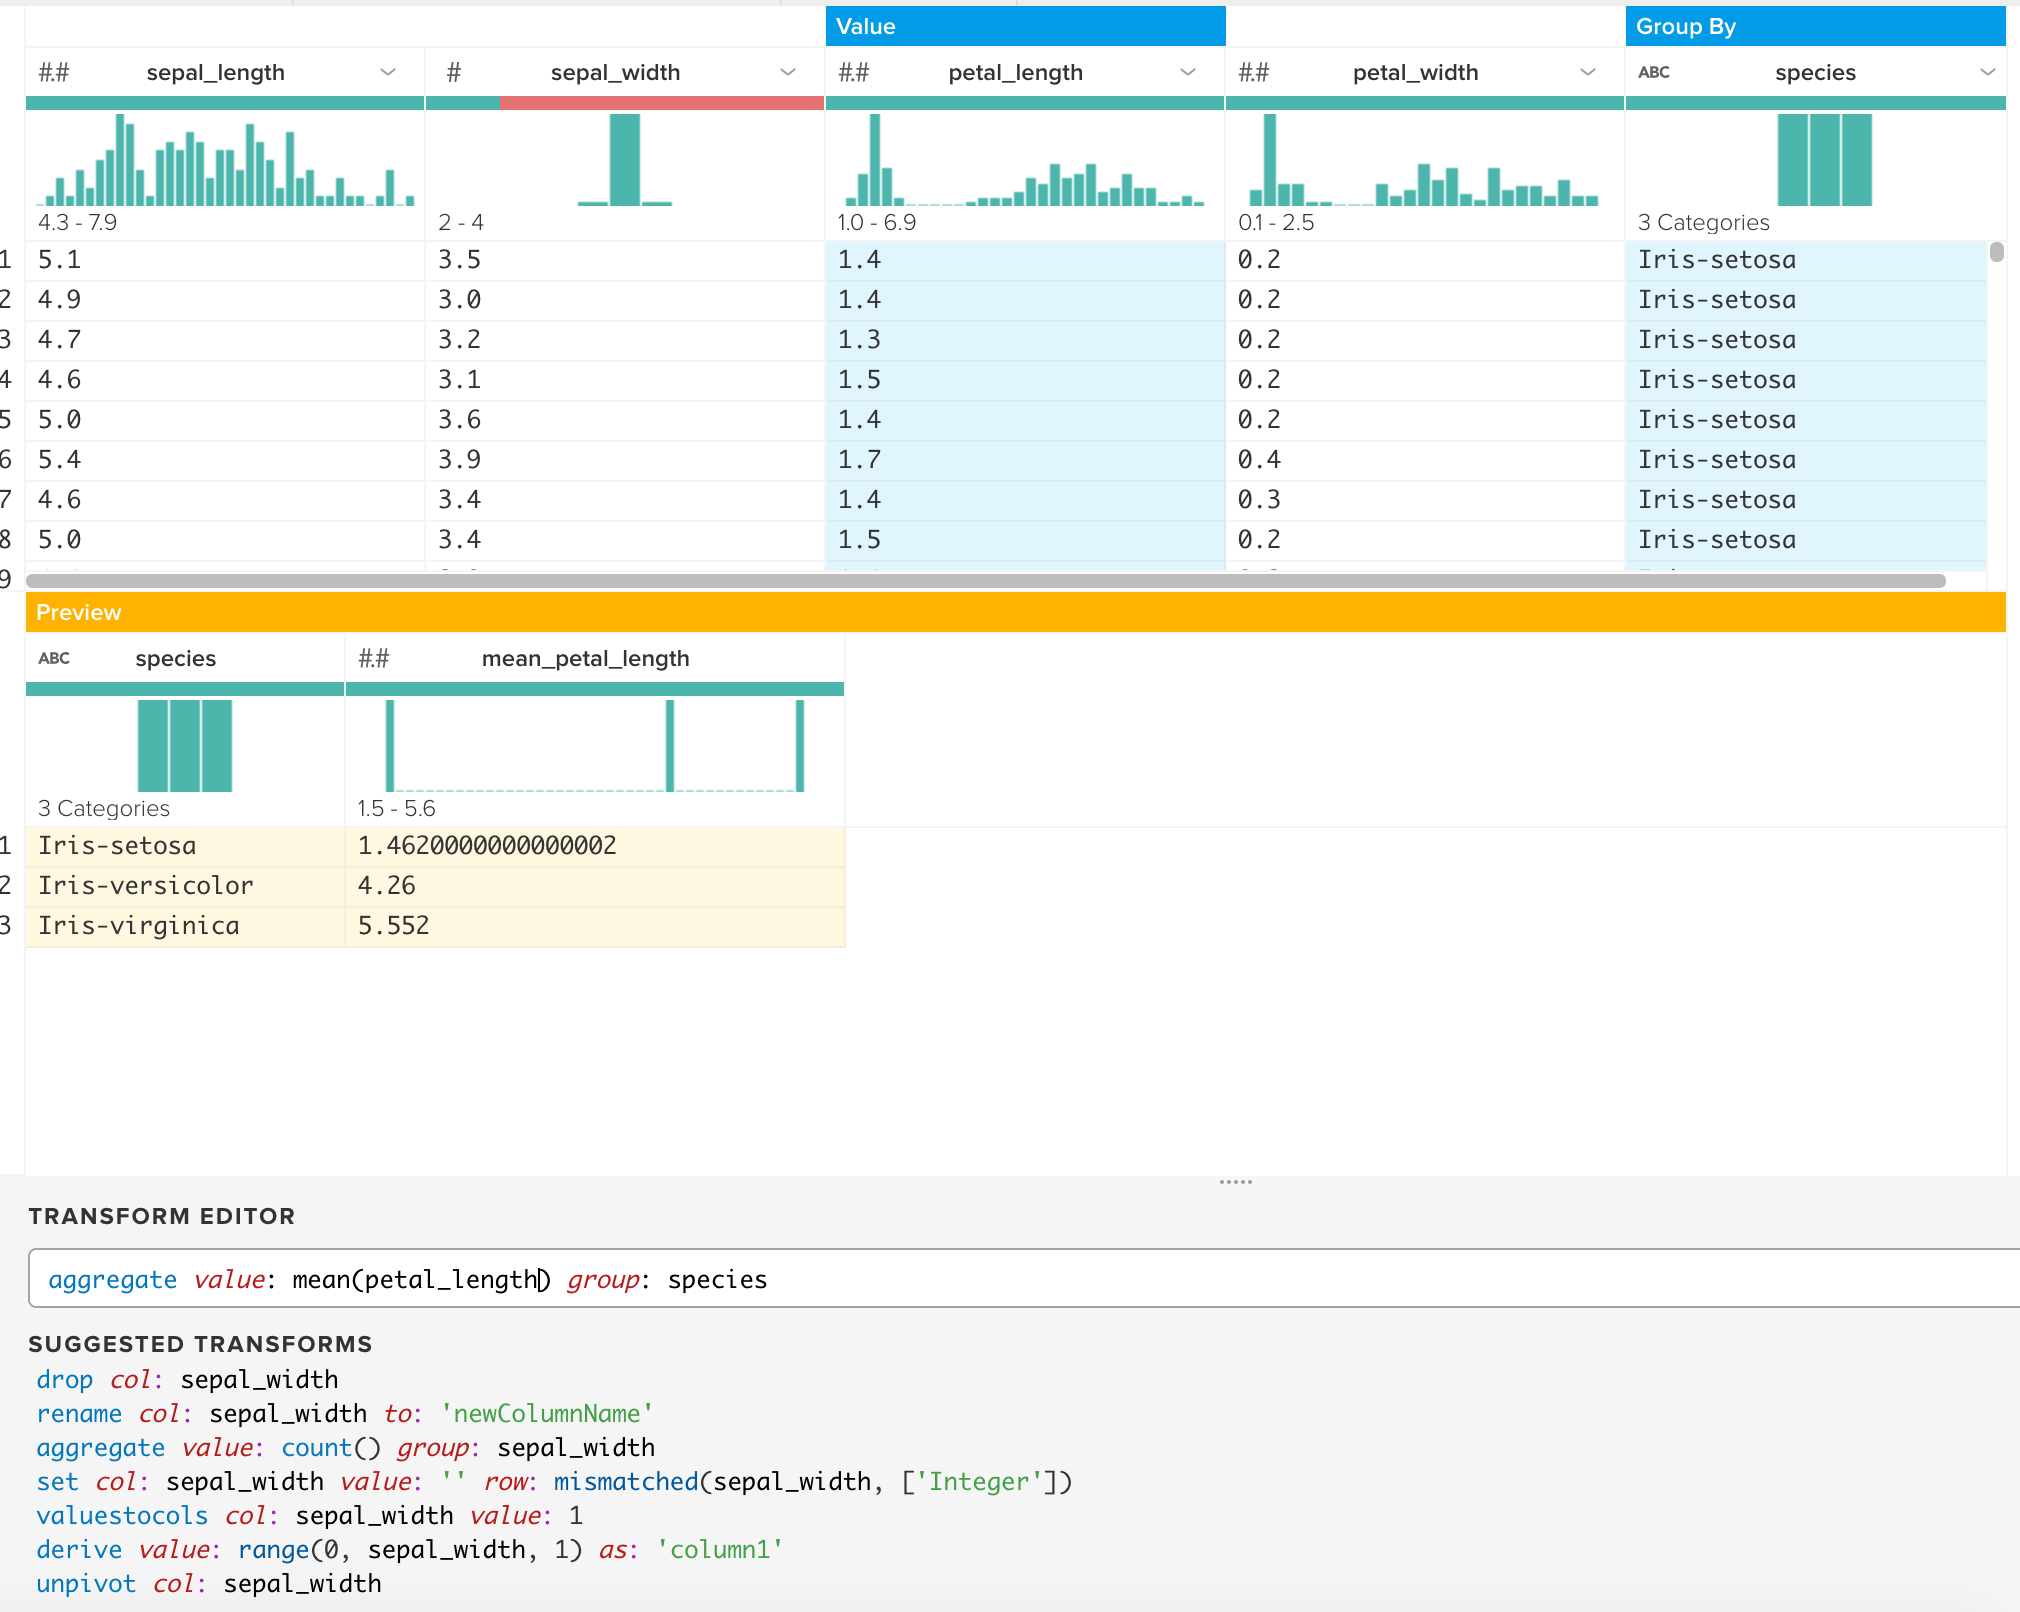 Value Group By
#.# sepal_length # sepal_width #.# petal_length #.# petal_width ABC species
4.3 - 7.9 2 - 4 1.0 - 6.9 0.1 - 2.5 3 Categories
1 5.1 3.5 1.4 0.2 Iris-setosa
2 4.9 3.0 1.4 0.2 Iris-setosa
3 4.7 3.2 1.3 0.2 Iris-setosa
4 4.6 3.1 1.5 0.2 Iris-setosa
5 5.0 3.6 1.4 0.2 Iris-setosa
6 5.4 3.9 1.7 0.4 Iris-setosa
7 4.6 3.4 1.4 0.3 Iris-setosa
8 5.0 3.4 1.5 0.2 Iris-setosa
9
Preview
ABC species #.# mean_petal_length
3 Categories 1.5 - 5.6
1 Iris-setosa 1.4620000000000002
2 Iris-versicolor 4.26
3 Iris-virginica 5.552
TRANSFORM EDITOR
aggregate value: mean(petal_length) group: species
SUGGESTED TRANSFORMS
drop col: sepal_width
rename col: sepal_width to: 'newColumnName'
aggregate value: count() group: sepal_width
set col: sepal_width value: '' row: mismatched(sepal_width, ['Integer'])
valuestocols col: sepal_width value: 1
derive value: range(0, sepal_width, 1) as: 'column1'
unpivot col: sepal_width